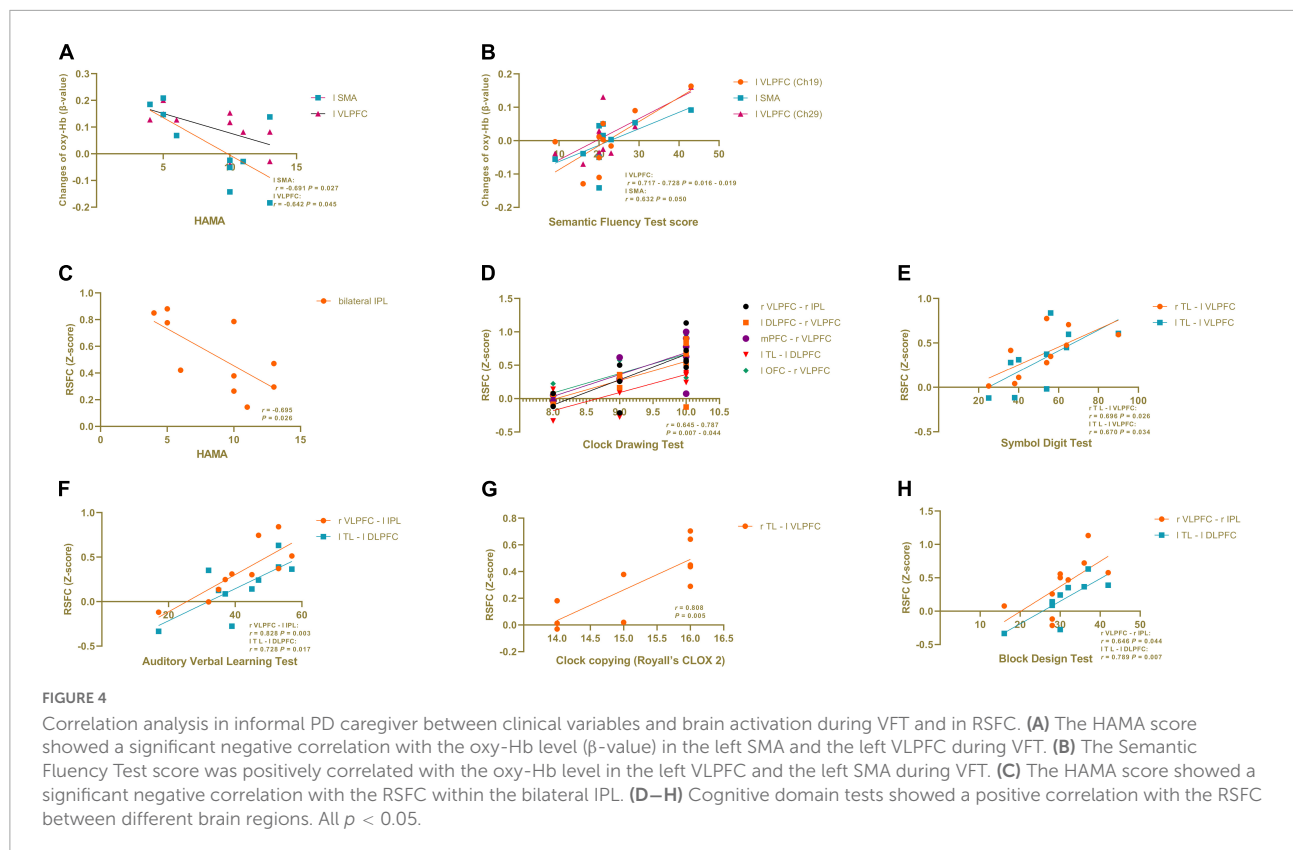 A
Changes of oxy-Hb (β-value)
0.3
0.2
0.1
0.0
-0.1
-0.2
5
10
15
l SMA
l VLPFC
l SMA:
r = -0.691 P = 0.027
l VLPFC:
r = -0.642 P = 0.045
HAMA
B
Changes of oxy-Hb (β-value)
0.2
0.1
0.0
-0.1
-0.2
10
20
30
40
50
l VLPFC (Ch19)
l SMA
l VLPFC (Ch29)
l VLPFC:
r = 0.717 - 0.728 P = 0.016 - 0.019
l SMA:
r = 0.632 P = 0.050
Semantic Fluency Test score
C
RSFC (Z-score)
1.0
0.8
0.6
0.4
0.2
0.0
0
5
10
15
bilateral IPL
r = -0.695
P = 0.026
HAMA
D
RSFC (Z-score)
1.5
1.0
0.5
0.0
-0.5
8.0
8.5
9.0
9.5
10.0
10.5
r VLPFC - r IPL
l DLPFC - r VLPFC
mPFC - r VLPFC
l TL - l DLPFC
l OFC - r VLPFC
r = 0.645 - 0.787
P = 0.007 - 0.044
Clock Drawing Test
E
RSFC (Z-score)
1.0
0.5
0.0
-0.5
20
40
60
80
100
r TL - l VLPFC
l TL - l VLPFC
r T L - l VLPFC:
r = 0.696 P = 0.026
l T L - l VLPFC:
r = 0.670 P = 0.034
Symbol Digit Test
F
RSFC (Z-score)
1.0
0.5
0.0
-0.5
20
40
60
r VLPFC - l IPL
l TL - l DLPFC
r VLPFC - l IPL:
r = 0.828 P = 0.003
l T L - l DLPFC:
r = 0.728 P = 0.017
Auditory Verbal Learning Test
G
RSFC (Z-score)
0.8
0.6
0.4
0.2
0.0
14.0
14.5
15.0
15.5
16.0
16.5
r TL - l VLPFC
r = 0.808
P = 0.005
Clock copying (Royall's CLOX 2)
H
RSFC (Z-score)
1.5
1.0
0.5
0.0
-0.5
10
20
30
40
50
r VLPFC - r IPL
l TL - l DLPFC
r VLPFC - r IPL:
r = 0.646 P = 0.044
l T L - l DLPFC:
r = 0.789 P = 0.007
Block Design Test
FIGURE 4
Correlation analysis in informal PD caregiver between clinical variables and brain activation during VFT and in RSFC. (A) The HAMA score
showed a significant negative correlation with the oxy-Hb level (β-value) in the left SMA and the left VLPFC during VFT. (B) The Semantic
Fluency Test score was positively correlated with the oxy-Hb level in the left VLPFC and the left SMA during VFT. (C) The HAMA score showed a
significant negative correlation with the RSFC within the bilateral IPL. (D–H) Cognitive domain tests showed a positive correlation with the RSFC
between different brain regions. All p < 0.05.